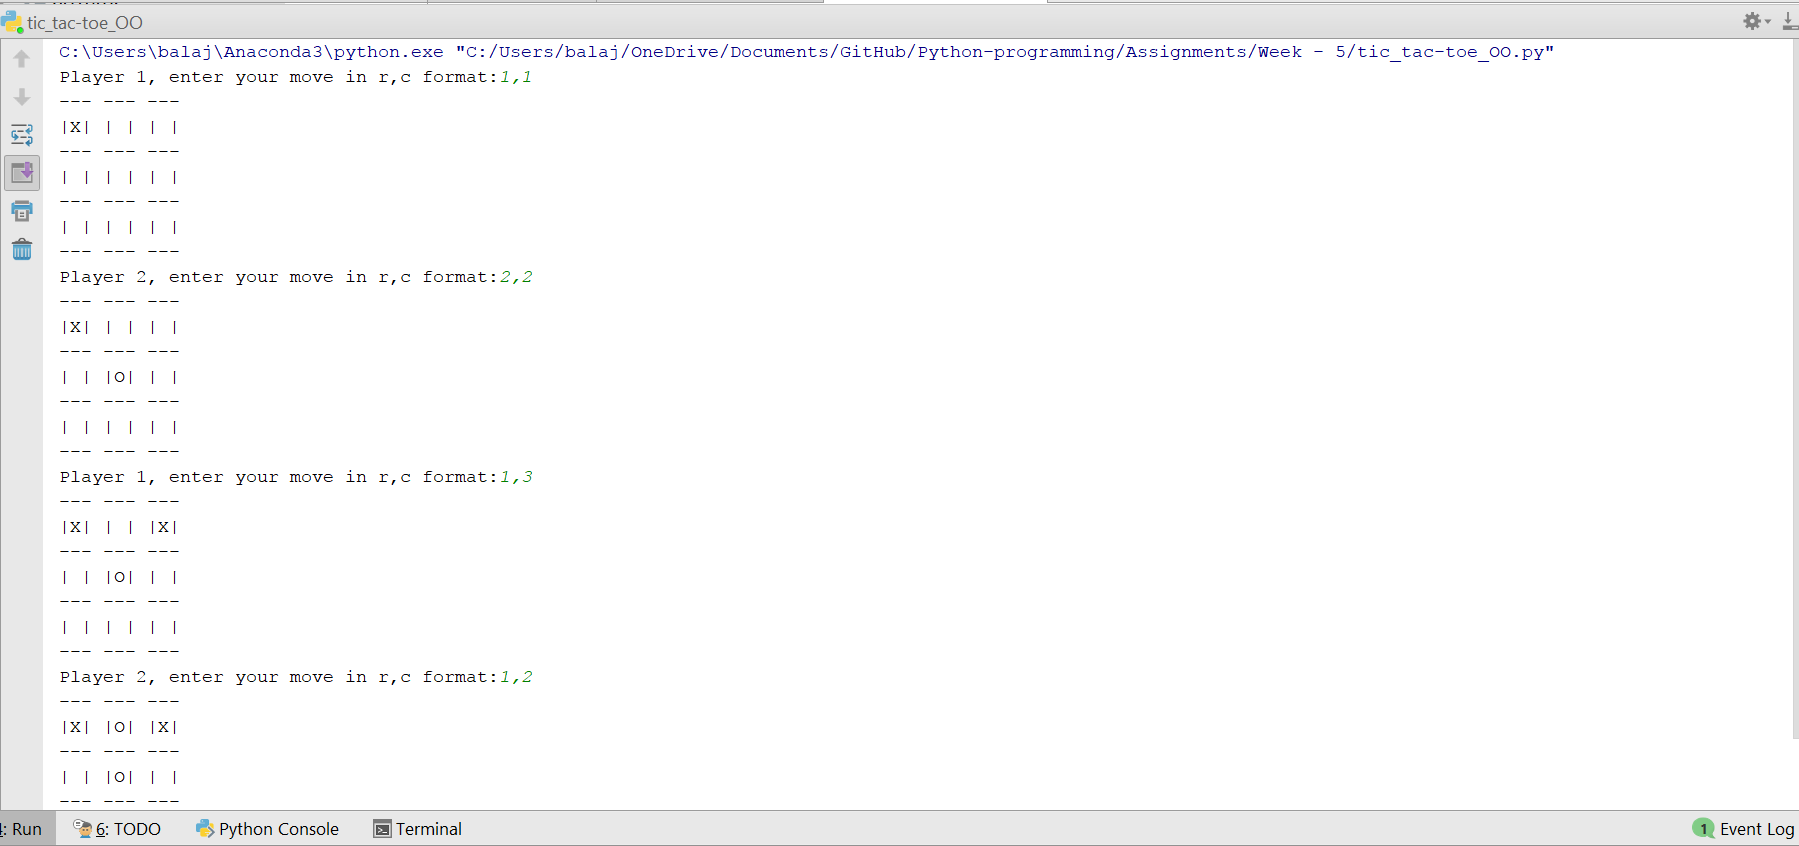 tic_tac-toe_OO
C:\Users\balaj\Anaconda3\python.exe "C:/Users/balaj/OneDrive/Documents/GitHub/Python-programming/Assignments/Week - 5/tic_tac-toe_OO.py"
Player 1, enter your move in r,c format:1,1
--- --- ---
|X| | | | |
--- --- ---
| | | | | |
--- --- ---
| | | | | |
--- --- ---
Player 2, enter your move in r,c format:2,2
--- --- ---
|X| | | | |
--- --- ---
| | |O| | |
--- --- ---
| | | | | |
--- --- ---
Player 1, enter your move in r,c format:1,3
--- --- ---
|X| | | |X|
--- --- ---
| | |O| | |
--- --- ---
| | | | | |
--- --- ---
Player 2, enter your move in r,c format:1,2
--- --- ---
|X| |O| |X|
--- --- ---
| | |O| | |
--- --- ---
: Run 6: TODO Python Console Terminal 1 Event Log